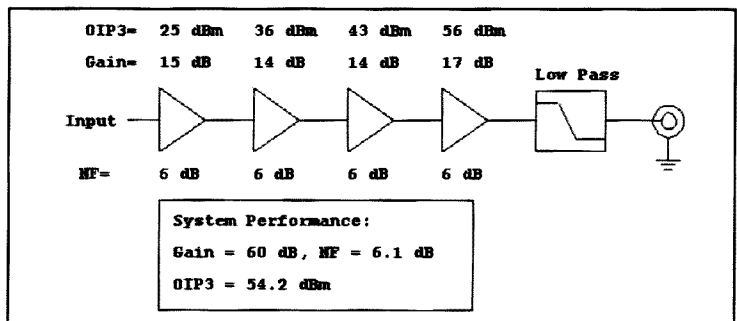 OIP3= 25 dBm 36 dBm 43 dBm 56 dBm
Gain= 15 dB 14 dB 14 dB 17 dB
Low Pass
Input
NF= 6 dB 6 dB 6 dB 6 dB
System Performance:
Gain = 60 dB, NF = 6.1 dB
OIP3 = 54.2 dBm